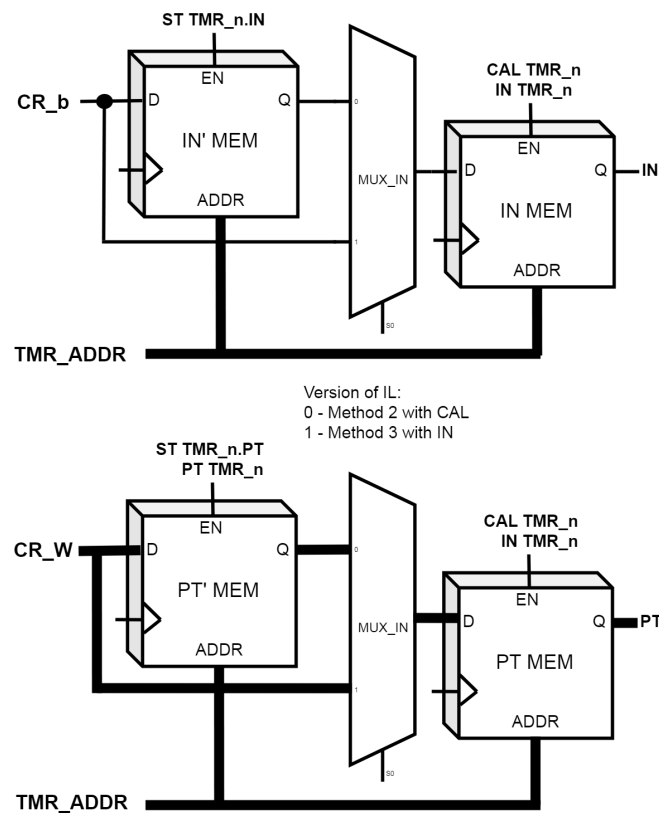 ST TMR_n.IN
EN
CR_b
D
Q
IN' MEM
ADDR
0
MUX_IN
1
S0
CAL TMR_n
IN TMR_n
EN
D
Q
IN
IN MEM
ADDR
TMR_ADDR
Version of IL:
0 - Method 2 with CAL
1 - Method 3 with IN
ST TMR_n.PT
PT TMR_n
EN
CR_W
D
Q
PT' MEM
ADDR
0
MUX_IN
1
S0
CAL TMR_n
IN TMR_n
EN
D
Q
PT
PT MEM
ADDR
TMR_ADDR